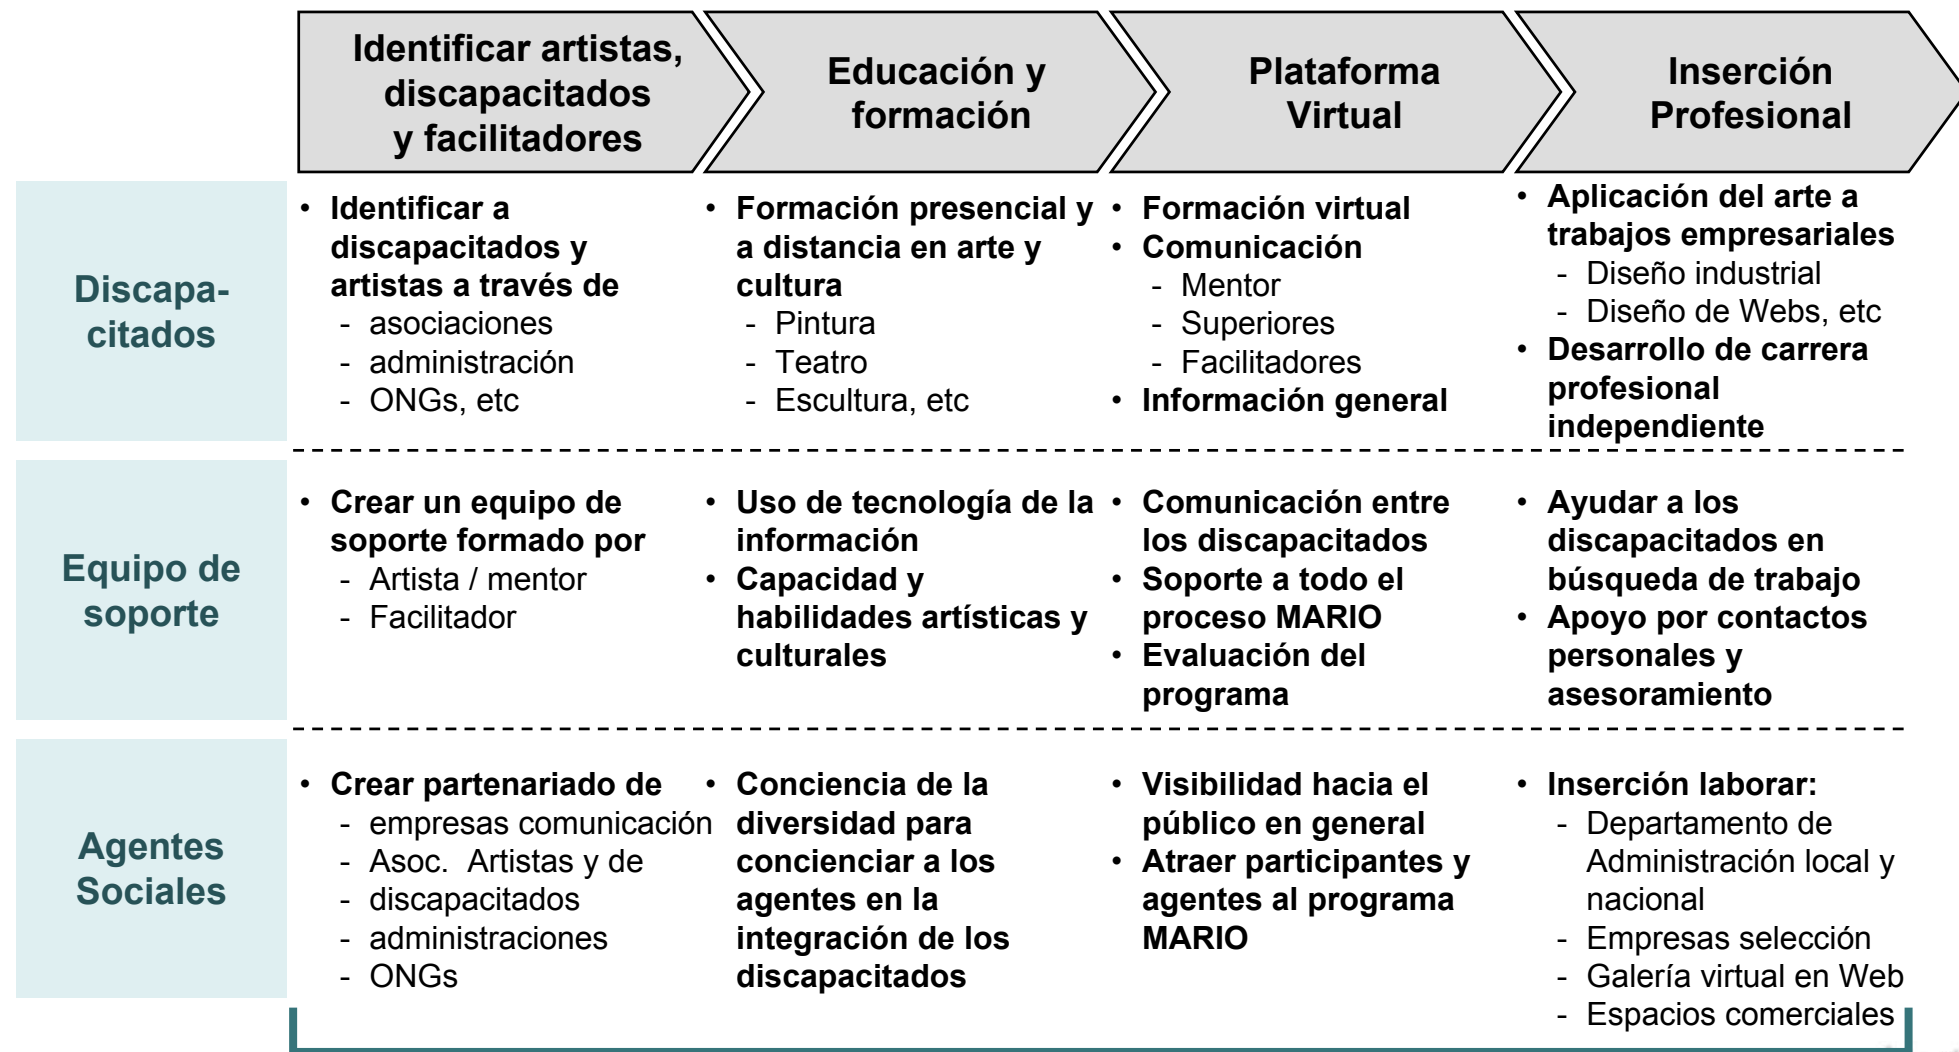 Identificar artistas,
discapacitados
y facilitadores
Educación y
formación
Plataforma
Virtual
Inserción
Profesional
Discapa-
citados
• Identificar a
discapacitados y
artistas a través de
- asociaciones
- administración
- ONGs, etc
• Formación presencial y
a distancia en arte y
cultura
- Pintura
- Teatro
- Escultura, etc
• Formación virtual
• Comunicación
- Mentor
- Superiores
- Facilitadores
• Información general
• Aplicación del arte a
trabajos empresariales
- Diseño industrial
- Diseño de Webs, etc
• Desarrollo de carrera
profesional
independiente
Equipo de
soporte
• Crear un equipo de
soporte formado por
- Artista / mentor
- Facilitador
• Uso de tecnología de la
información
• Capacidad y
habilidades artísticas y
culturales
• Comunicación entre
los discapacitados
• Soporte a todo el
proceso MARIO
• Evaluación del
programa
• Ayudar a los
discapacitados en
búsqueda de trabajo
• Apoyo por contactos
personales y
asesoramiento
Agentes
Sociales
• Crear partenariado de
- empresas comunicación
- Asoc. Artistas y de
- discapacitados
- administraciones
- ONGs
• Conciencia de la
diversidad para
concienciar a los
agentes en la
integración de los
discapacitados
• Visibilidad hacia el
público en general
• Atraer participantes y
agentes al programa
MARIO
• Inserción laborar:
- Departamento de
Administración local y
nacional
- Empresas selección
- Galería virtual en Web
- Espacios comerciales